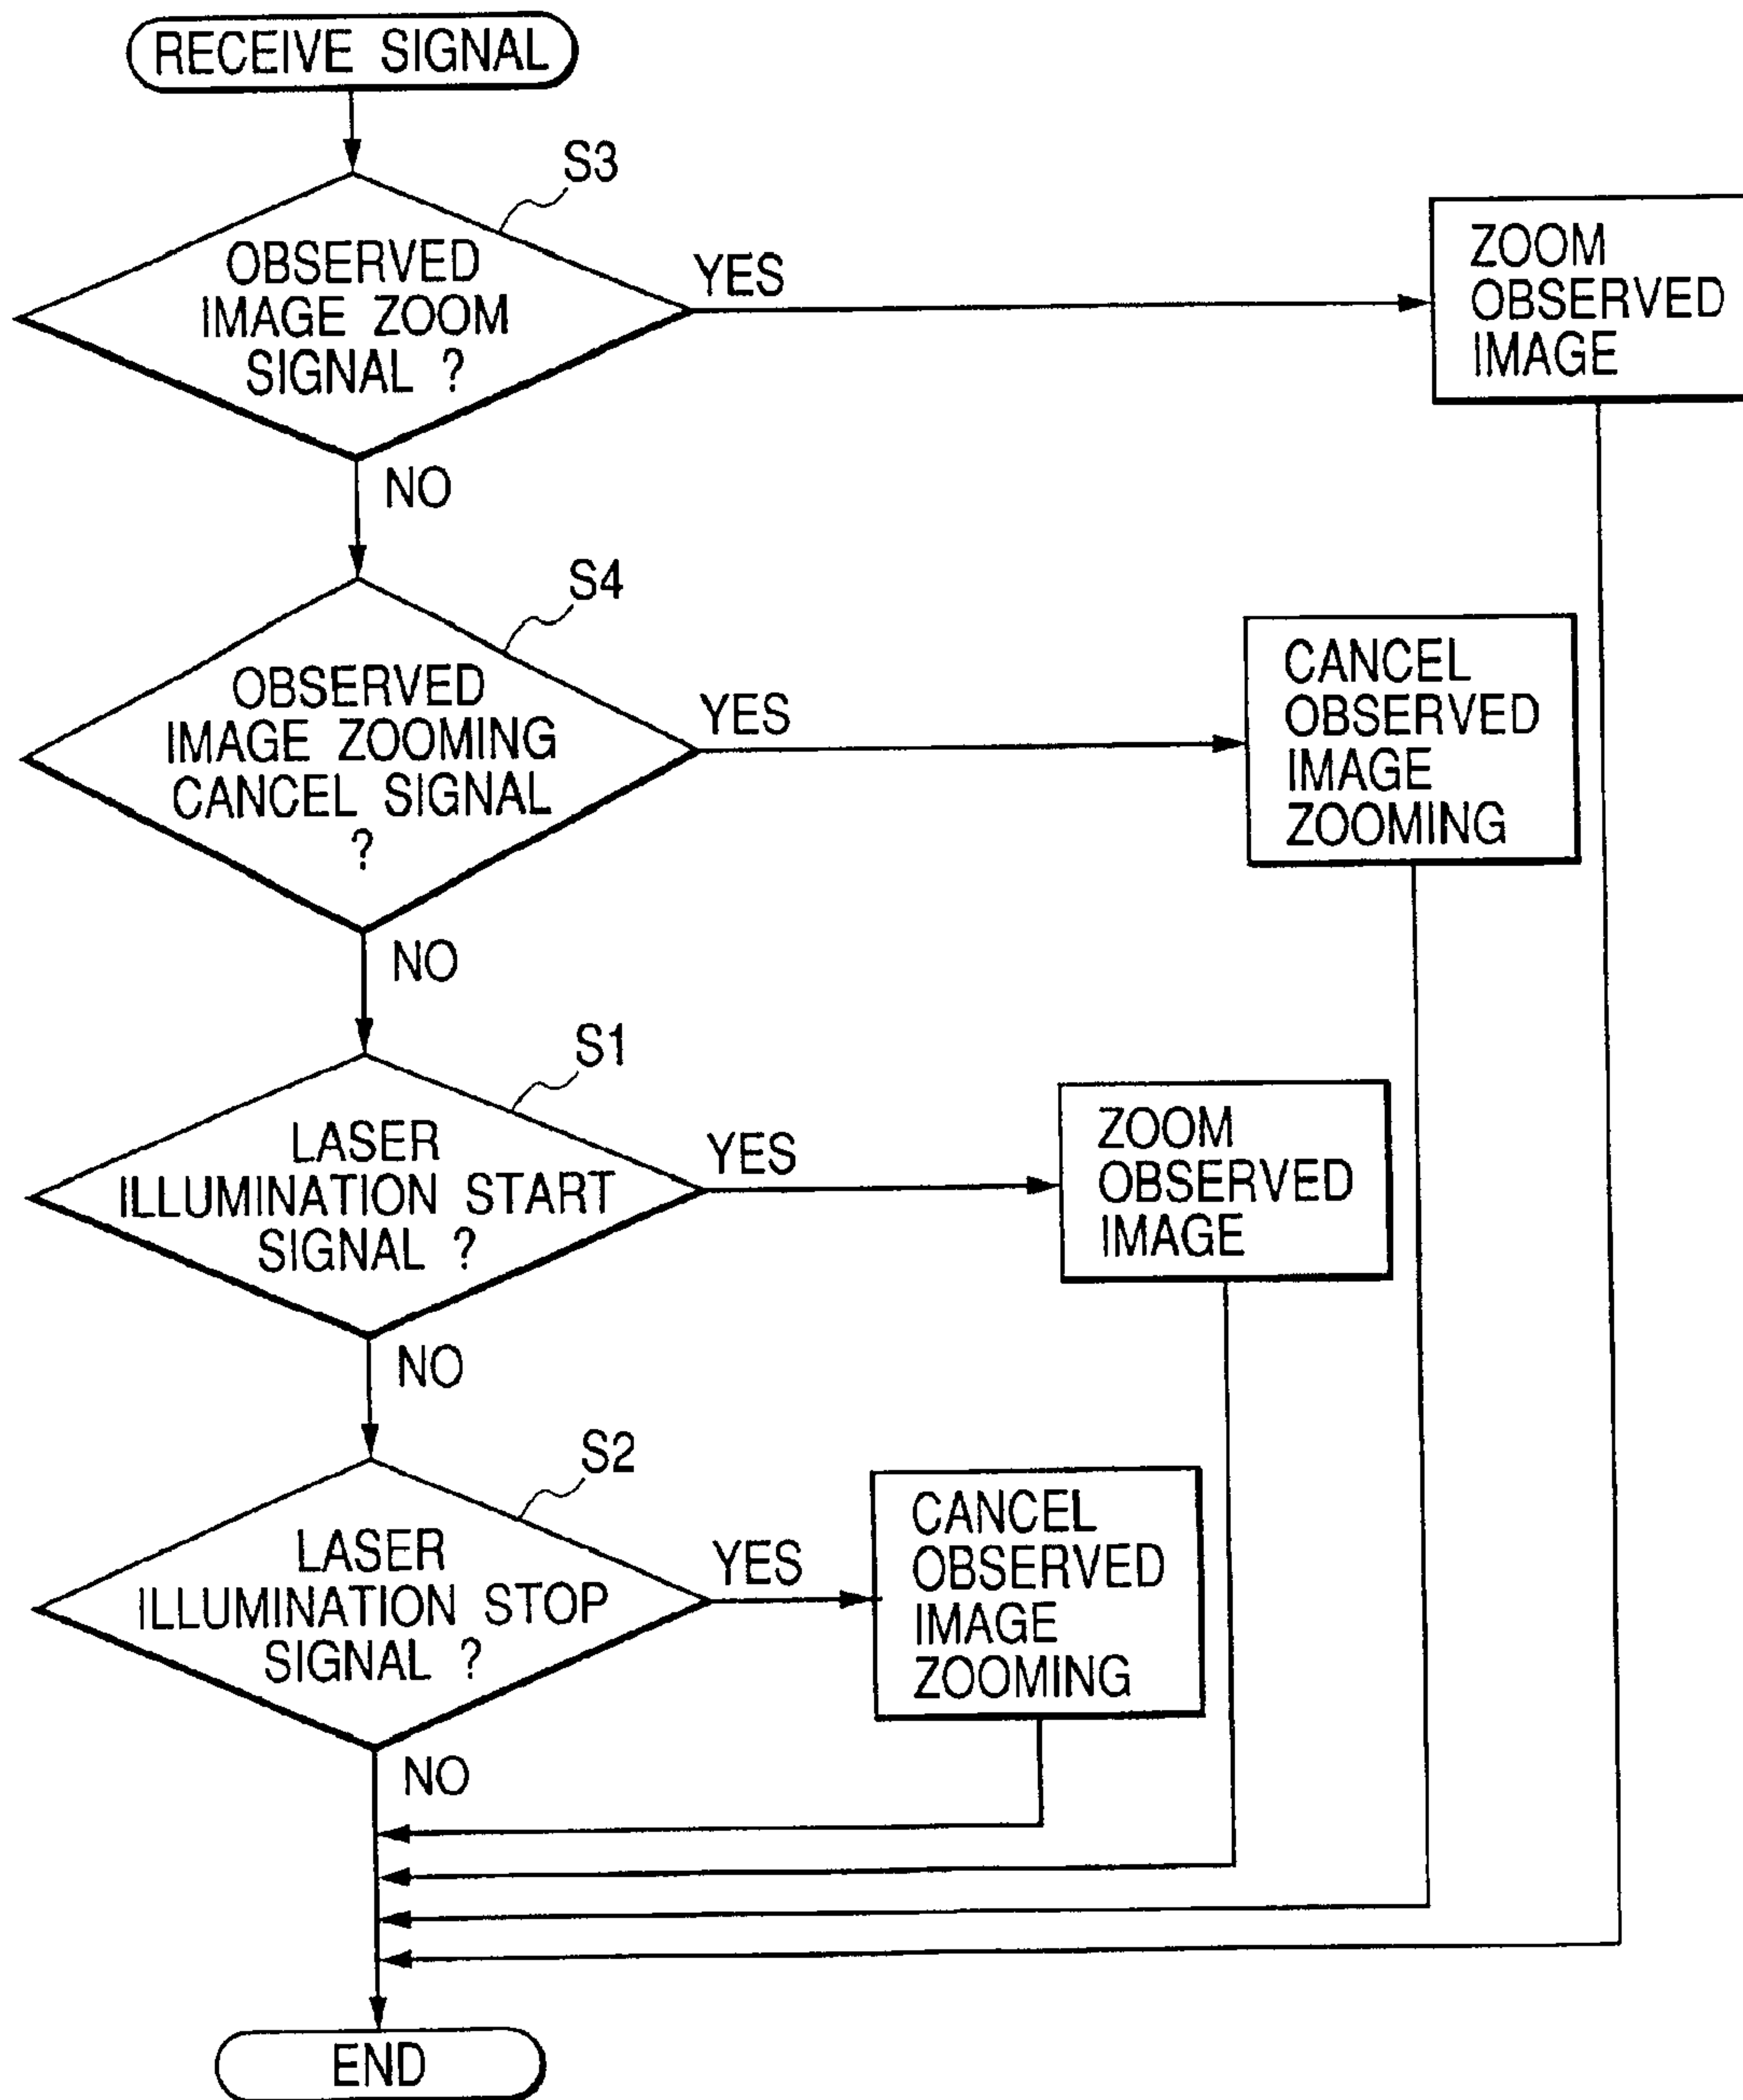 RECEIVE SIGNAL
S3
OBSERVED
IMAGE ZOOM
SIGNAL ?
YES
ZOOM
OBSERVED
IMAGE
NO
S4
OBSERVED
IMAGE ZOOMING
CANCEL SIGNAL
?
YES
CANCEL
OBSERVED
IMAGE
ZOOMING
NO
S1
LASER
ILLUMINATION START
SIGNAL ?
YES
ZOOM
OBSERVED
IMAGE
NO
S2
LASER
ILLUMINATION STOP
SIGNAL ?
YES
CANCEL
OBSERVED
IMAGE
ZOOMING
NO
END